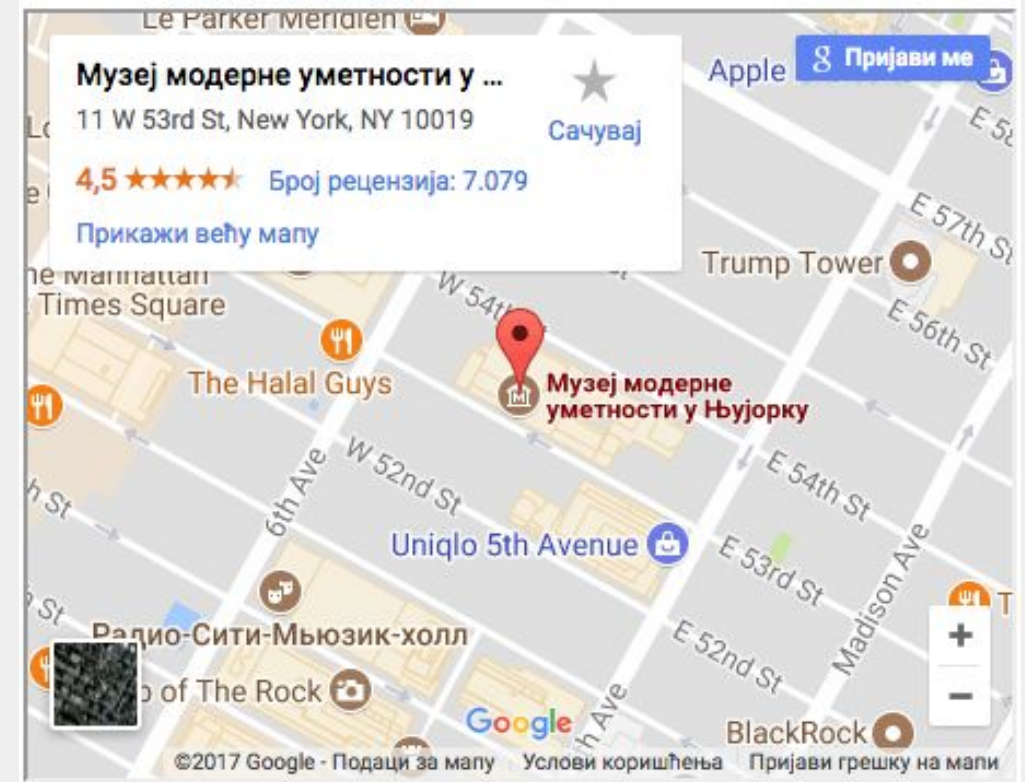 Le Parker Meridien
Музеј модерне уметности у ...
11 W 53rd St, New York, NY 10019
4,5
Број рецензија: 7.079
Прикажи већу мапу
Сачувај
Apple
g Пријави ме
E 57th St
Trump Tower
E 56th St
Manhattan
Times Square
W 54th
The Halal Guys
Музеј модерне
уметности у Њујорку
W 52nd St
6th Ave
E 54th St
Uniqlo 5th Avenue
E 53rd St
Madison Ave
Радио-Сити-Мьюзик-холл
E 52nd St
of The Rock
Google
Ave
BlackRock
+
−
©2017 Google - Подаци за мапу
Услови коришћења
Пријави грешку на мапи